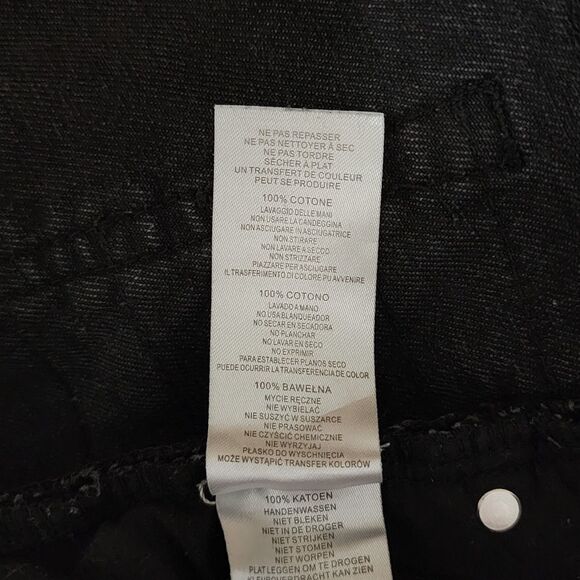 NE PAS REPASSER
NE PAS NETTOYER À SEC
NE PAS TORDRE
SÉCHER À PLAT
UN TRANSFERT DE COULEUR
PEUT SE PRODUIRE
100% COTONE
LAVAGGIO DELLE MANI
NON USARE LA CANDEGGINA
NON ASCIUGARE IN ASCIUGATRICE
NON STIRARE
NON LAVARE A SECCO
NON STRIZZARE
PIAZZARE PER ASCIUGARE
IL TRASFERIMENTO DI COLORE PU AVVENIRE
100% COTONO
LAVADO A MANO
NO USA BLANQUEADOR
NO SECAR EN SECADORA
NO PLANCHAR
NO LAVAR EN SECO
NO EXPRIMIR
PARA ESTABLECER PLANOS SECO
PUEDE OCURRIR LA TRANSFERENCIA DE COLOR
100% BAWEŁNA
MYCIE RĘCZNE
NIE WYBIELAĆ
NIE SUSZYĆ W SUSZARCE
NIE PRASOWAĆ
NIE CZYŚCIĆ CHEMICZNIE
NIE WYRZYMAJ
PŁASKO DO WYSCHNIĘCIA
MOŻE WYSTĄPIĆ TRANSFER KOLORÓW
100% KATOEN
HANDENWASSEN
NIET BLEKEN
NIET IN DE DROGER
NIET STRIJKEN
NIET STOMEN
NIET WORPEN
PLAT LEGGEN OM TE DROGEN
KLEUROVERDRACHT KAN ZIEN